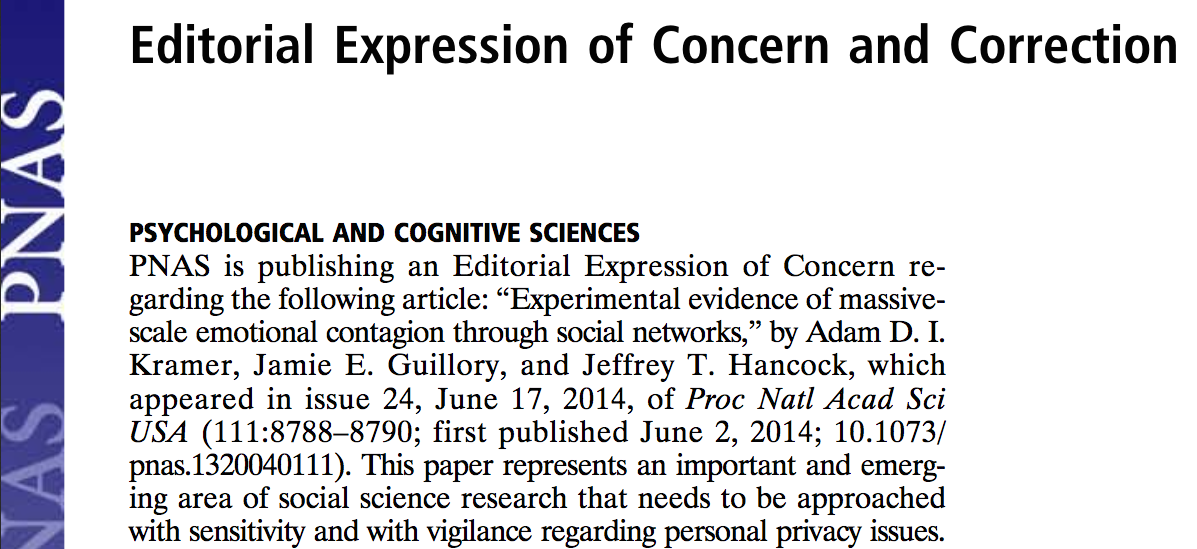 PNAS
PNAS
Editorial Expression of Concern and Correction
PSYCHOLOGICAL AND COGNITIVE SCIENCES
PNAS is publishing an Editorial Expression of Concern re-
garding the following article: “Experimental evidence of massive-
scale emotional contagion through social networks,” by Adam D. I.
Kramer, Jamie E. Guillory, and Jeffrey T. Hancock, which
appeared in issue 24, June 17, 2014, of Proc Natl Acad Sci
USA (111:8788–8790; first published June 2, 2014; 10.1073/
pnas.1320040111). This paper represents an important and emerg-
ing area of social science research that needs to be approached
with sensitivity and with vigilance regarding personal privacy issues.